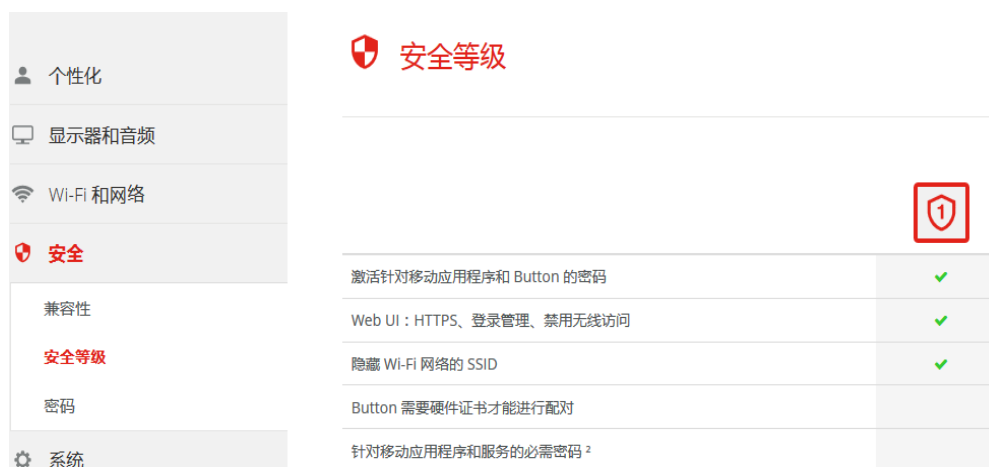 个性化
显示器和音频
Wi-Fi 和网络
安全
兼容性
安全等级
密码
系统
安全等级
1
激活针对移动应用程序和 Button 的密码
Web UI：HTTPS、登录管理、禁用无线访问
隐藏 Wi-Fi 网络的 SSID
Button 需要硬件证书才能进行配对
针对移动应用程序和服务的必需密码 ²